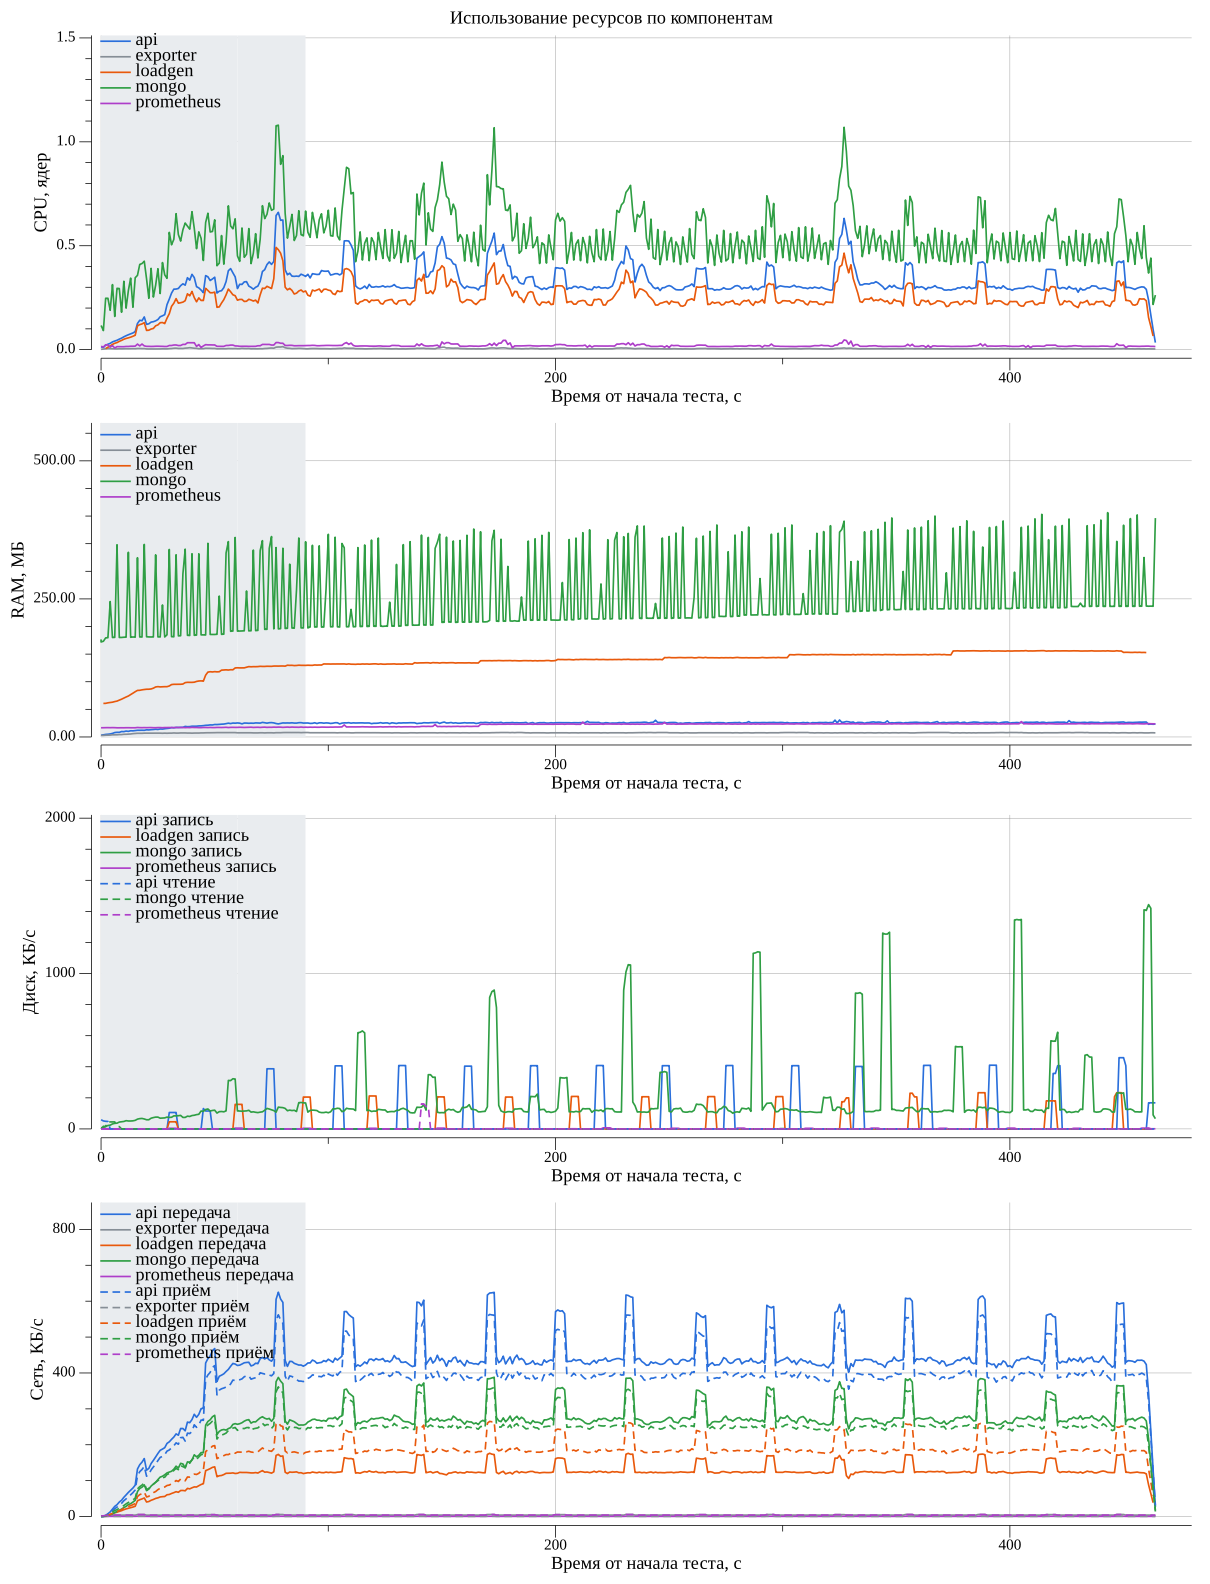 Использование ресурсов по компонентам
1.5
api
exporter
loadgen
mongo
prometheus
1.0
0.5
0.0
CPU, ядер
0
200
400
Время от начала теста, с
api
exporter
loadgen
mongo
prometheus
500.00
250.00
0.00
RAM, МБ
0
200
400
Время от начала теста, с
2000
api запись
loadgen запись
mongo запись
prometheus запись
api чтение
mongo чтение
prometheus чтение
1000
0
Диск, КБ/с
0
200
400
Время от начала теста, с
api передача
800
exporter передача
loadgen передача
mongo передача
prometheus передача
api приём
exporter приём
loadgen приём
mongo приём
prometheus приём
400
0
Сеть, КБ/с
0
200
400
Время от начала теста, с